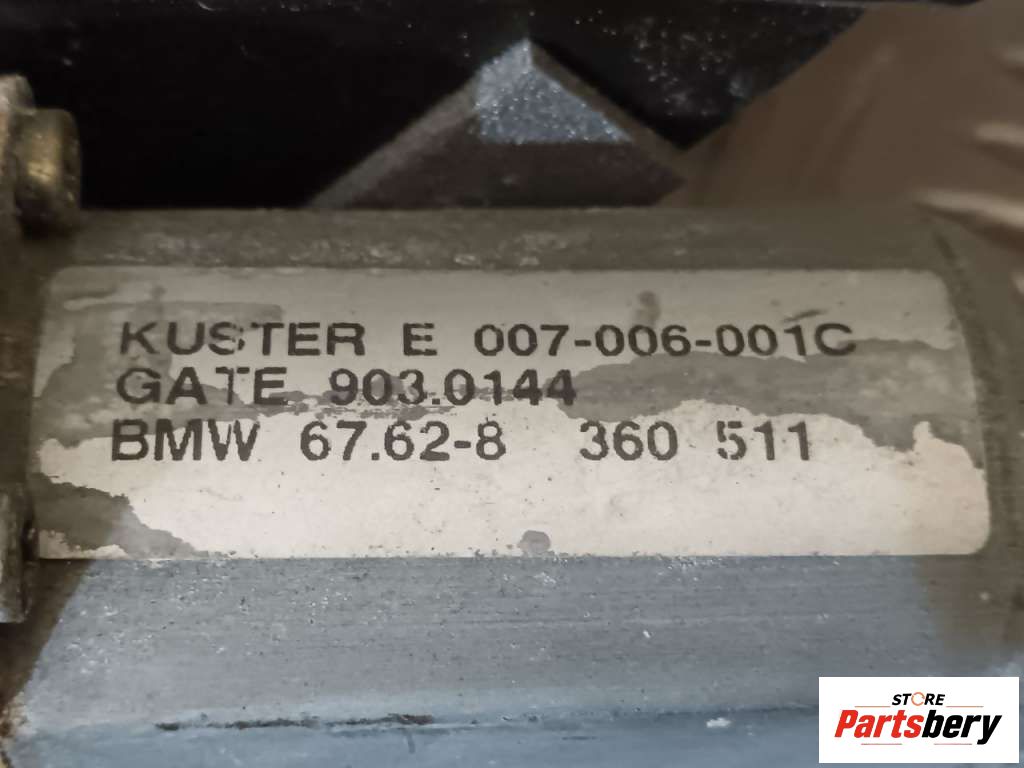 KUSTER E 007-006-001C
GATE 903.0144
BMW 67.62-8 360 511
STORE
Partsbery